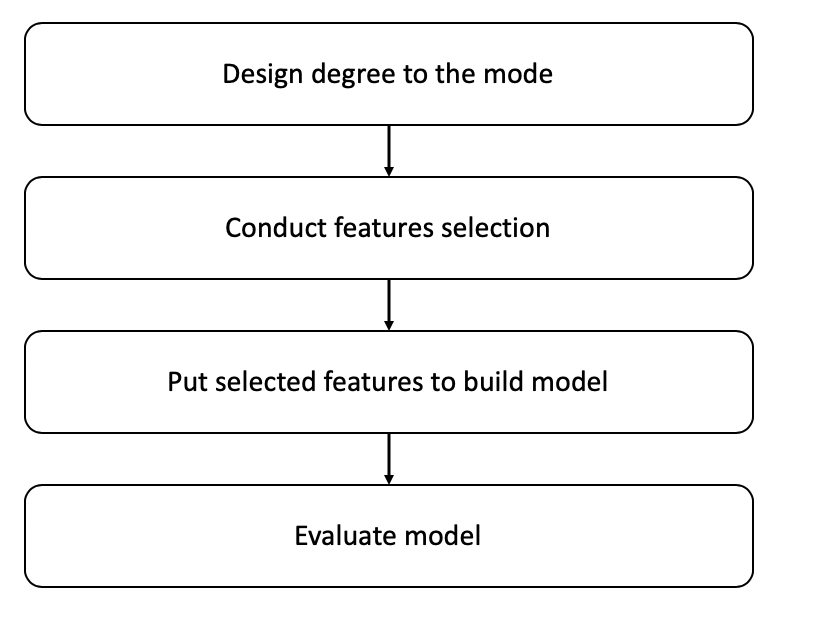 Design degree to the mode
Conduct features selection
Put selected features to build model
Evaluate model